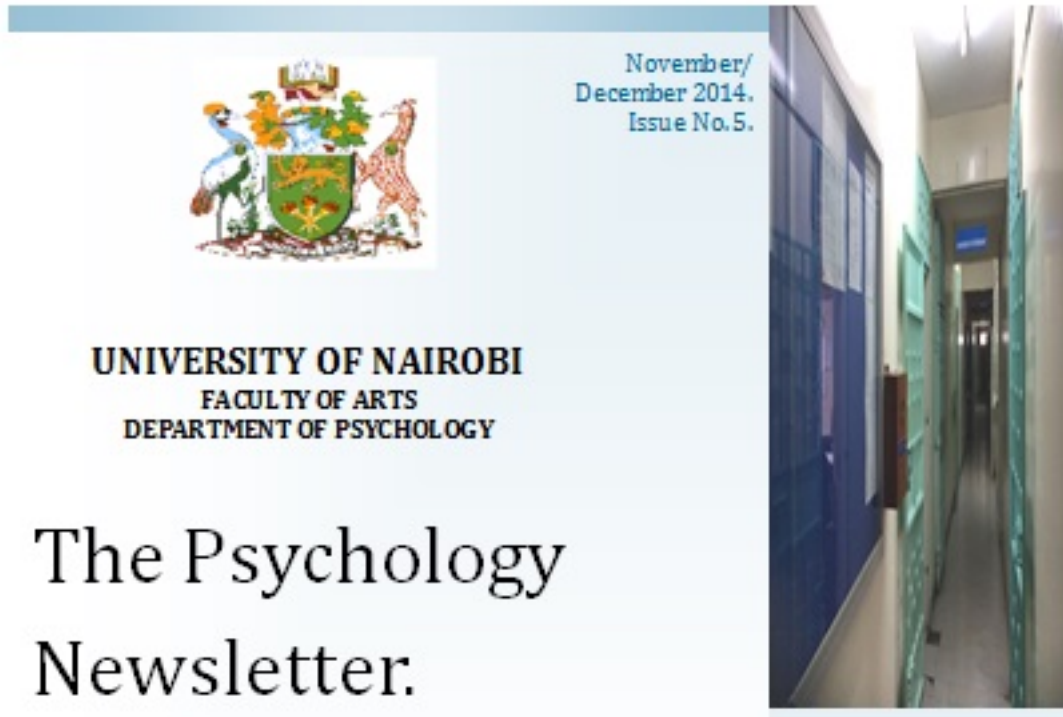 November/
December 2014.
Issue No.5.
UNIVERSITY OF NAIROBI
FACULTY OF ARTS
DEPARTMENT OF PSYCHOLOGY
The Psychology
Newsletter.